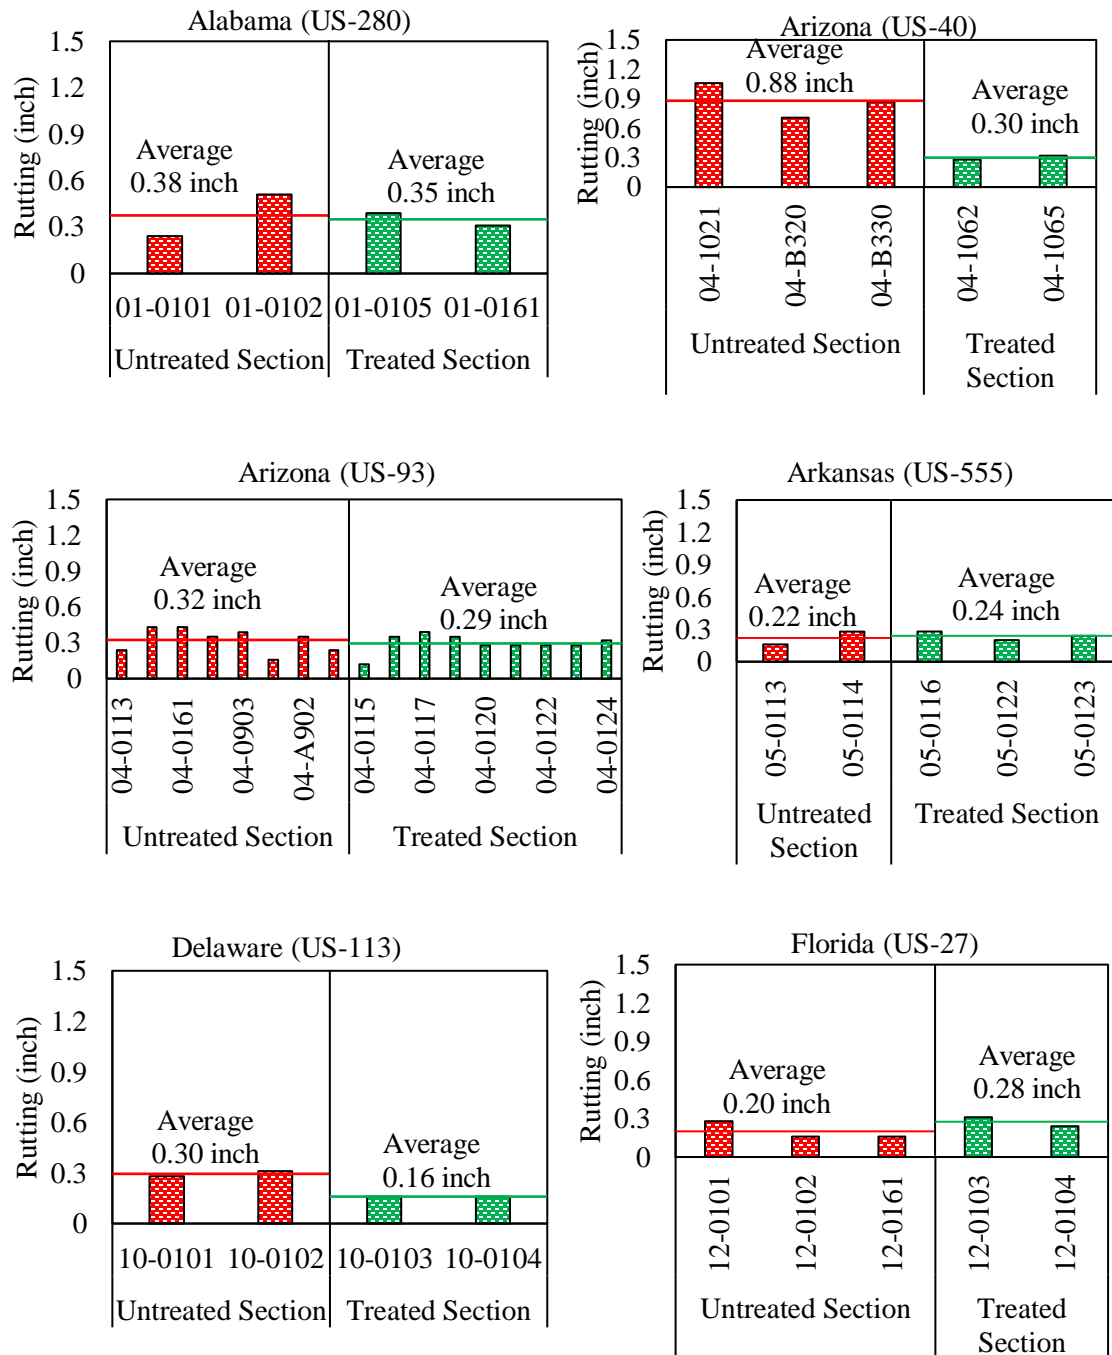 Alabama (US-280)
Rutting (inch)
1.5
1.2
0.9
0.6
0.3
0
Average
0.38 inch
Average
0.35 inch
01-0101 01-0102 01-0105 01-0161
Untreated Section Treated Section
Arizona (US-40)
Rutting (inch)
1.5
1.2
0.9
0.6
0.3
0
Average
0.88 inch
Average
0.30 inch
04-1021
04-B320
04-B330
04-1062
04-1065
Untreated Section
Treated
Section
Arizona (US-93)
Rutting (inch)
1.5
1.2
0.9
0.6
0.3
0
Average
0.32 inch
Average
0.29 inch
04-0113
04-0161
04-0903
04-A902
04-0115
04-0117
04-0120
04-0122
04-0124
Untreated Section Treated Section
Arkansas (US-555)
Rutting (inch)
1.5
1.2
0.9
0.6
0.3
0
Average
0.22 inch
Average
0.24 inch
05-0113
05-0114
05-0116
05-0122
05-0123
Untreated
Section
Treated Section
Delaware (US-113)
Rutting (inch)
1.5
1.2
0.9
0.6
0.3
0
Average
0.30 inch
Average
0.16 inch
10-0101 10-0102 10-0103 10-0104
Untreated Section Treated Section
Florida (US-27)
Rutting (inch)
1.5
1.2
0.9
0.6
0.3
0
Average
0.20 inch
Average
0.28 inch
12-0101
12-0102
12-0161
12-0103
12-0104
Untreated Section
Treated
Section